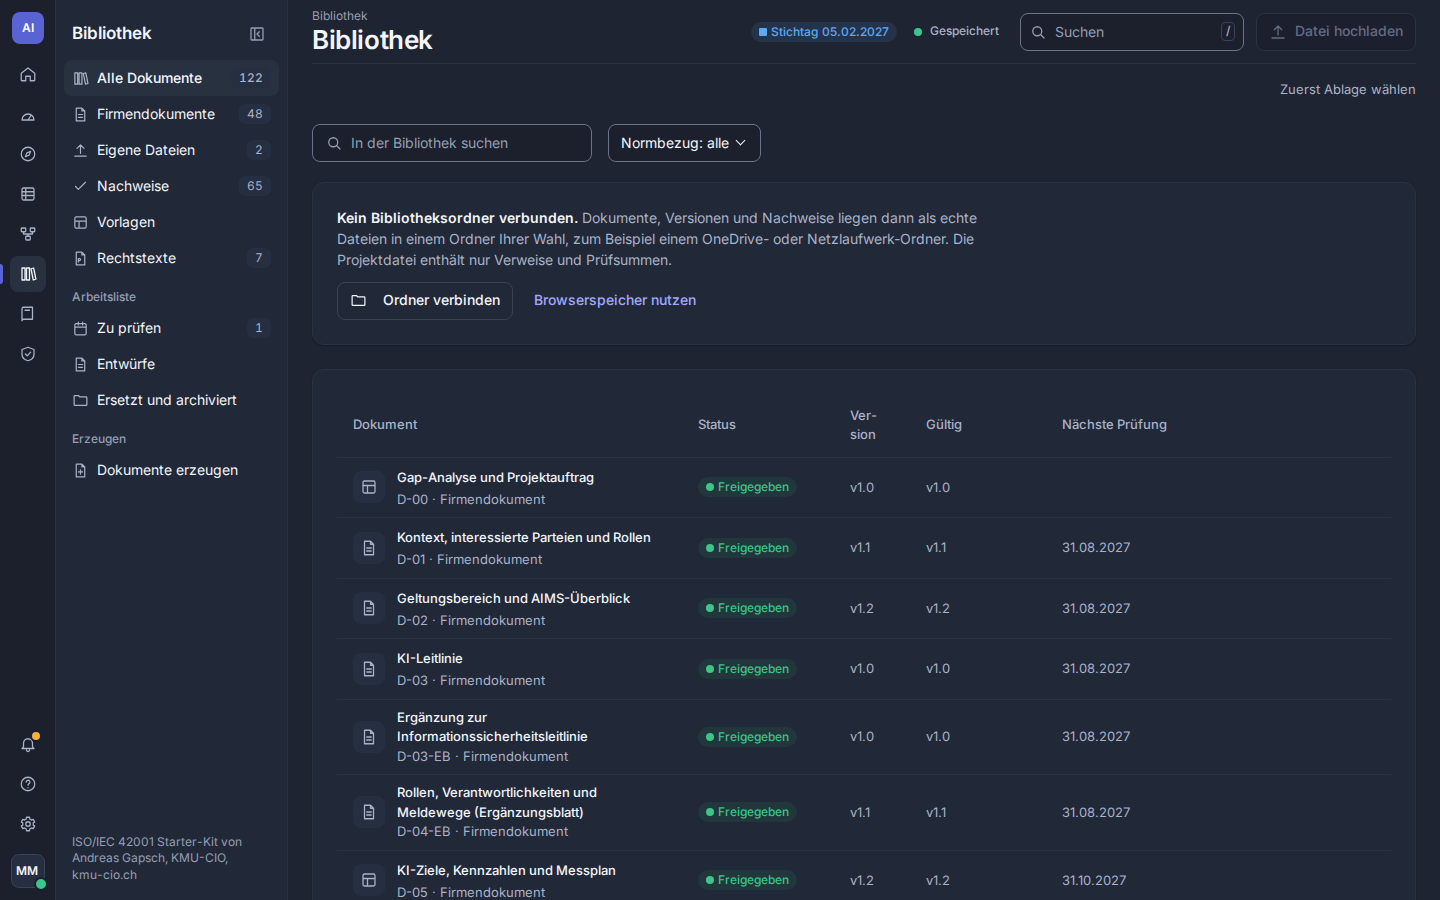 AI
Bibliothek
Alle Dokumente 122
Firmendokumente 48
Eigene Dateien 2
Nachweise 65
Vorlagen
Rechtstexte 7
Arbeitsliste
Zu prüfen 1
Entwürfe
Ersetzt und archiviert
Erzeugen
Dokumente erzeugen
ISO/IEC 42001 Starter-Kit von
Andreas Gapsch, KMU-CIO,
kmu-cio.ch
MM
Bibliothek
Bibliothek
Stichtag 05.02.2027
Gespeichert
Suchen /
Datei hochladen
Zuerst Ablage wählen
In der Bibliothek suchen
Normbezug: alle
Kein Bibliotheksordner verbunden. Dokumente, Versionen und Nachweise liegen dann als echte
Dateien in einem Ordner Ihrer Wahl, zum Beispiel einem OneDrive- oder Netzlaufwerk-Ordner. Die
Projektdatei enthält nur Verweise und Prüfsummen.
Ordner verbinden
Browserspeicher nutzen
Dokument Status Ver-
sion Gültig Nächste Prüfung
Gap-Analyse und Projektauftrag
D-00 · Firmendokument
Freigegeben v1.0 v1.0
Kontext, interessierte Parteien und Rollen
D-01 · Firmendokument
Freigegeben v1.1 v1.1 31.08.2027
Geltungsbereich und AIMS-Überblick
D-02 · Firmendokument
Freigegeben v1.2 v1.2 31.08.2027
KI-Leitlinie
D-03 · Firmendokument
Freigegeben v1.0 v1.0 31.08.2027
Ergänzung zur
Informationssicherheitsleitlinie
D-03-EB · Firmendokument
Freigegeben v1.0 v1.0 31.08.2027
Rollen, Verantwortlichkeiten und
Meldewege (Ergänzungsblatt)
D-04-EB · Firmendokument
Freigegeben v1.1 v1.1 31.08.2027
KI-Ziele, Kennzahlen und Messplan
D-05 · Firmendokument
Freigegeben v1.2 v1.2 31.10.2027